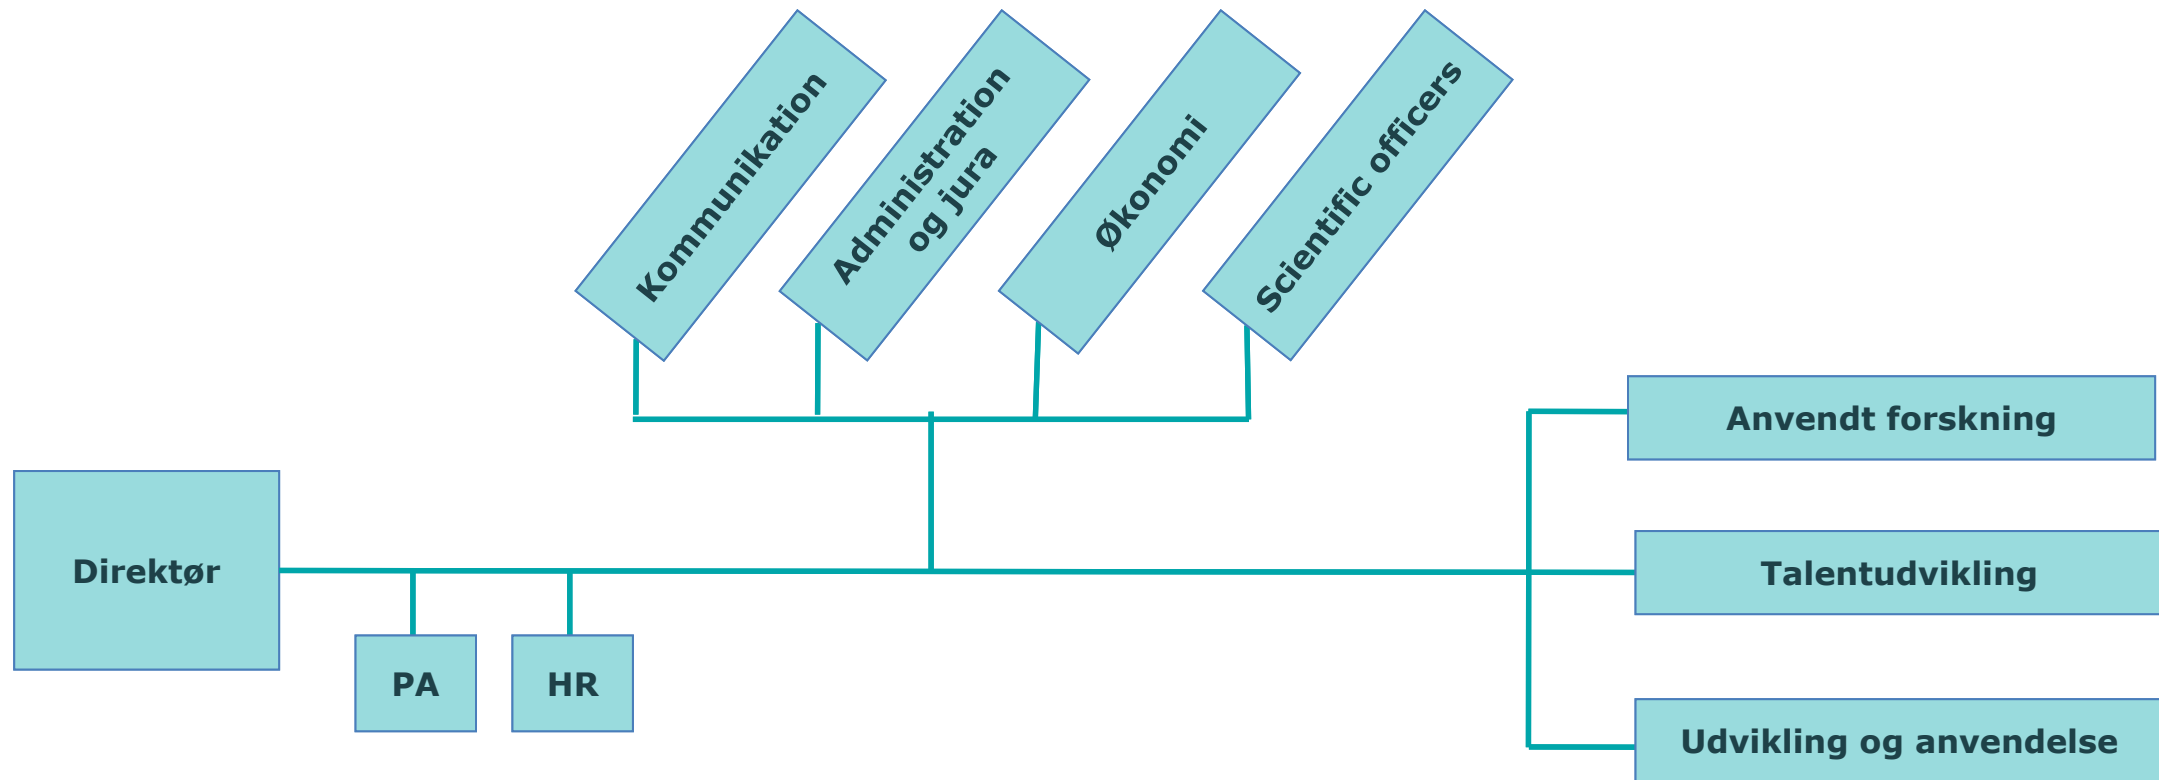 Kommunikation
Administration
og jura
Økonomi
Scientific officers
Anvendt forskning
Direktør
Talentudvikling
PA
HR
Udvikling og anvendelse